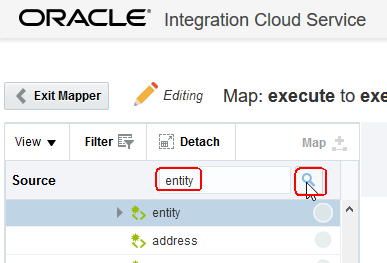 ORACLE® Integration Cloud Service
Exit Mapper Editing Map: execute to exe
View Filter Detach Map
Source entity
entity
address